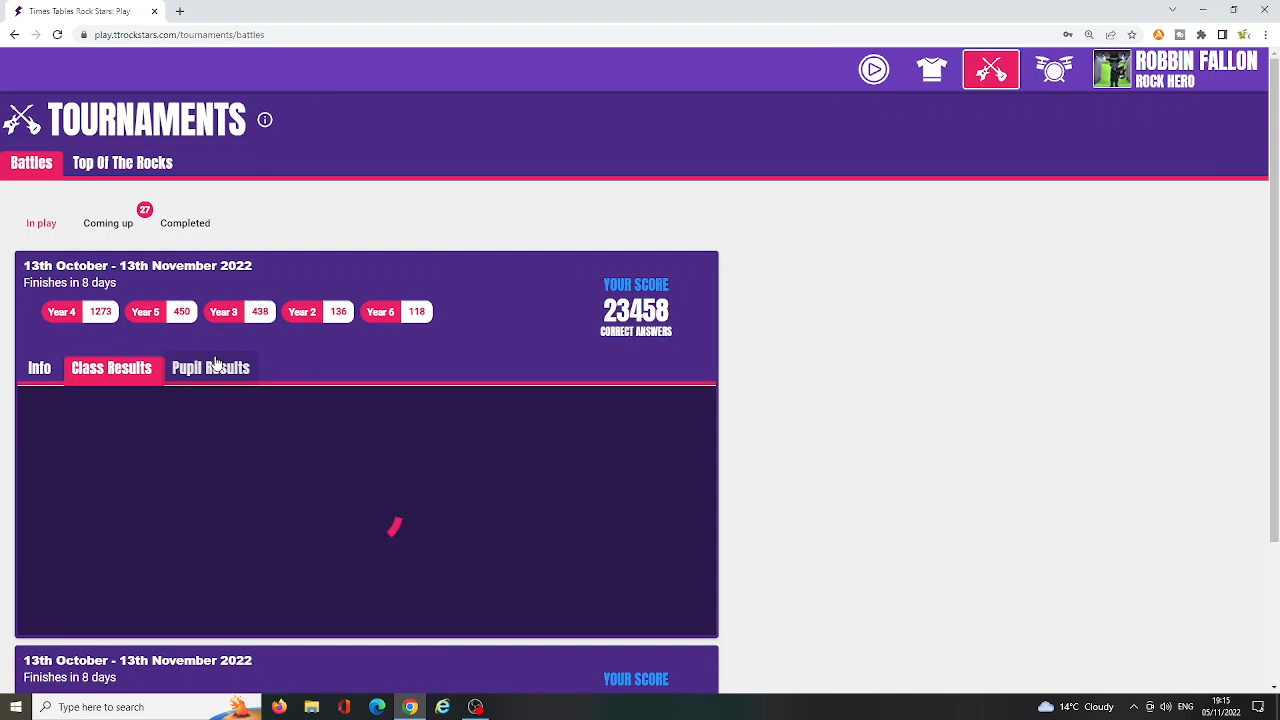 Times Tables Rock Stars: Play
play.ttrockstars.com/tournaments/battles
ROBBIN FALLON
ROCK HERO
TOURNAMENTS
Battles Top Of The Rocks
27
In play Coming up Completed
13th October - 13th November 2022
Finishes in 8 days
YOUR SCORE
23458
CORRECT ANSWERS
Year 4 1273 Year 5 450 Year 3 438 Year 2 136 Year 6 118
Info Class Results Pupil Results
13th October - 13th November 2022
Finishes in 8 days
YOUR SCORE
Type here to search
14°C Cloudy
ENG
19:15
05/11/2022